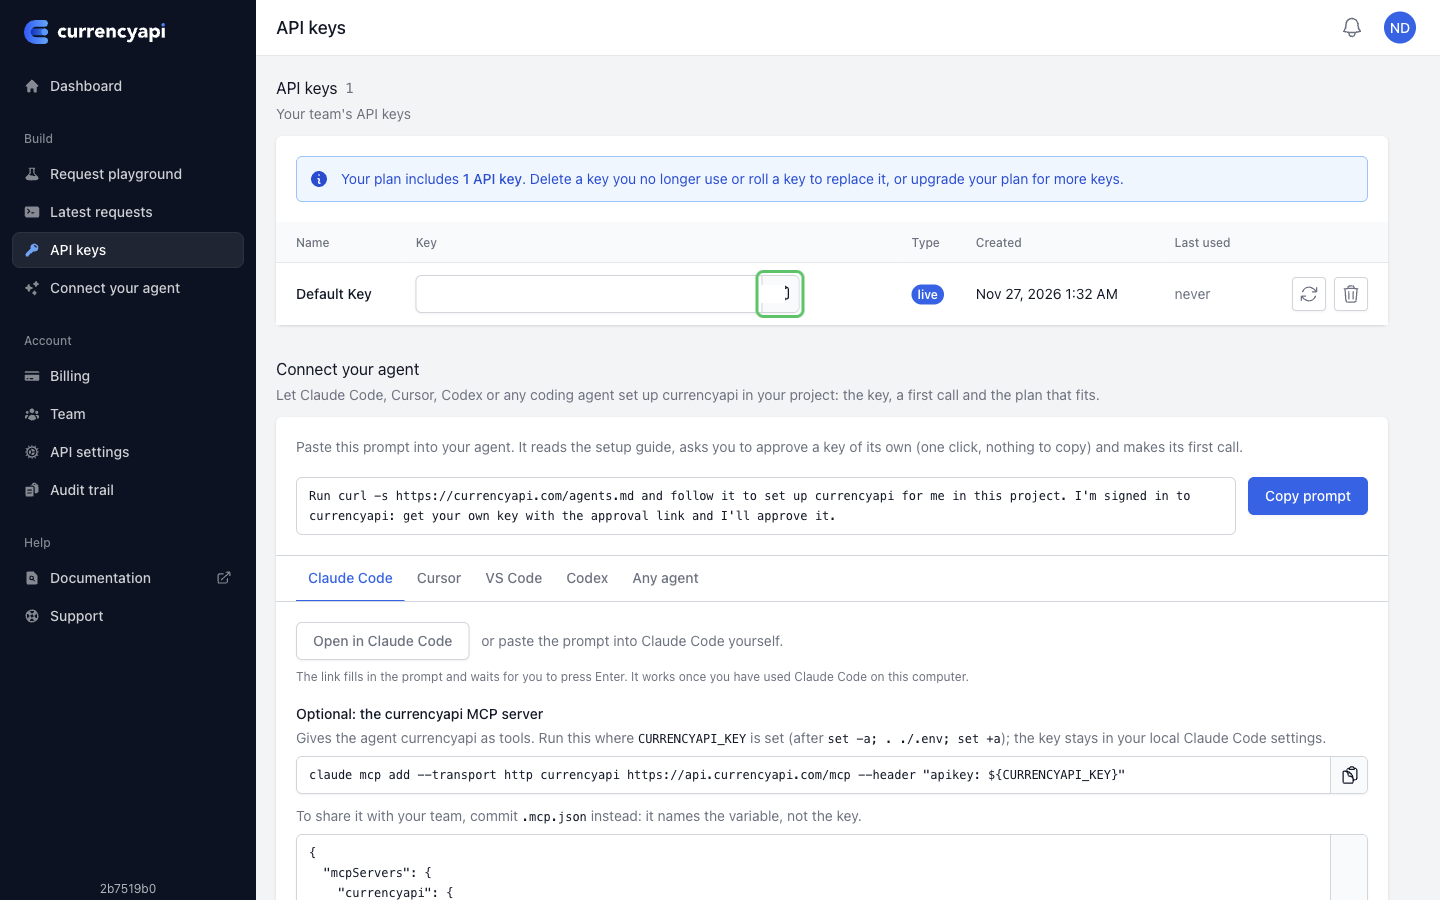 currencyapi
Dashboard
Build
Request playground
Latest requests
API keys
Connect your agent
Account
Billing
Team
API settings
Audit trail
Help
Documentation
Support
2b7519b0
API keys
ND
API keys 1
Your team's API keys
Your plan includes 1 API key. Delete a key you no longer use or roll a key to replace it, or upgrade your plan for more keys.
Name Key Type Created Last used
Default Key live Nov 27, 2026 1:32 AM never
Connect your agent
Let Claude Code, Cursor, Codex or any coding agent set up currencyapi in your project: the key, a first call and the plan that fits.
Paste this prompt into your agent. It reads the setup guide, asks you to approve a key of its own (one click, nothing to copy) and makes its first call.
Run curl -s https://currencyapi.com/agents.md and follow it to set up currencyapi for me in this project. I'm signed in to
currencyapi: get your own key with the approval link and I'll approve it.
Copy prompt
Claude Code Cursor VS Code Codex Any agent
Open in Claude Code or paste the prompt into Claude Code yourself.
The link fills in the prompt and waits for you to press Enter. It works once you have used Claude Code on this computer.
Optional: the currencyapi MCP server
Gives the agent currencyapi as tools. Run this where CURRENCYAPI_KEY is set (after set -a; . ./.env; set +a); the key stays in your local Claude Code settings.
claude mcp add --transport http currencyapi https://api.currencyapi.com/mcp --header "apikey: ${CURRENCYAPI_KEY}"
To share it with your team, commit .mcp.json instead: it names the variable, not the key.
{
"mcpServers": {
"currencyapi": {